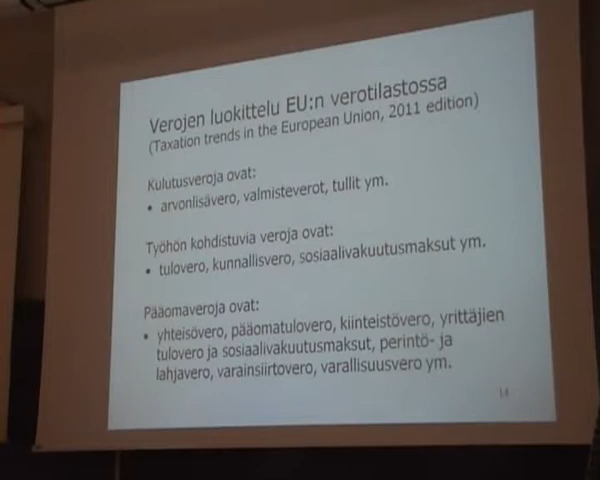 Verojen luokittelu EU:n verotilastossa
(Taxation trends in the European Union, 2011 edition)
Kulutusveroja ovat:
• arvonlisävero, valmisteverot, tullit ym.
Työhön kohdistuvia veroja ovat:
• tulovero, kunnallisvero, sosiaalivakuutusmaksut ym.
Pääomaveroja ovat:
• yhteisövero, pääomatulovero, kiinteistövero, yrittäjien
tulovero ja sosiaalivakuutusmaksut, perintö- ja
lahjavero, varainsiirtovero, varallisuusvero ym.
14